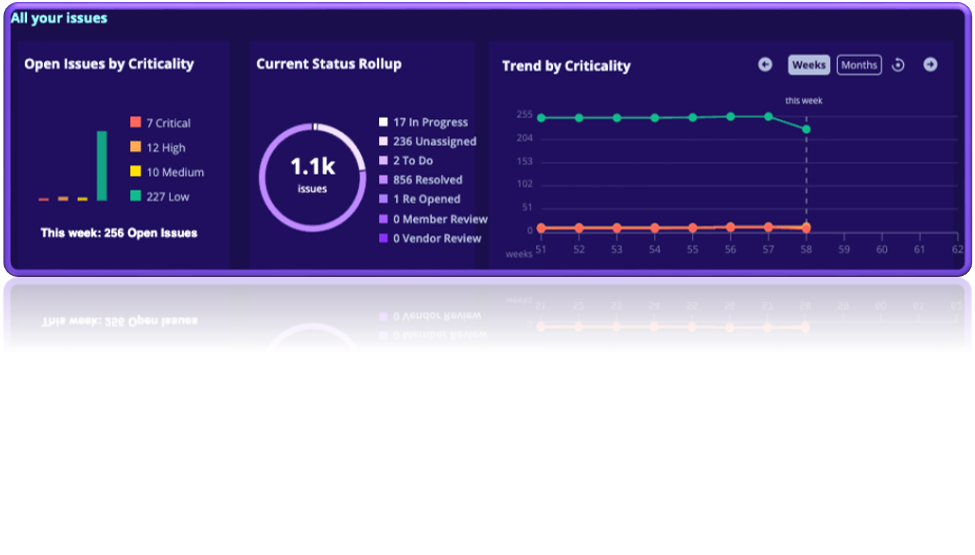 All your issues
Open Issues by Criticality
7 Critical
12 High
10 Medium
227 Low
This week: 256 Open Issues
Current Status Rollup
1.1k
issues
17 In Progress
236 Unassigned
2 To Do
856 Resolved
1 Re Opened
0 Member Review
0 Vendor Review
Trend by Criticality
Weeks
Months
this week
255
204
153
102
51
0
weeks
51 52 53 54 55 56 57 58 59 60 61 62